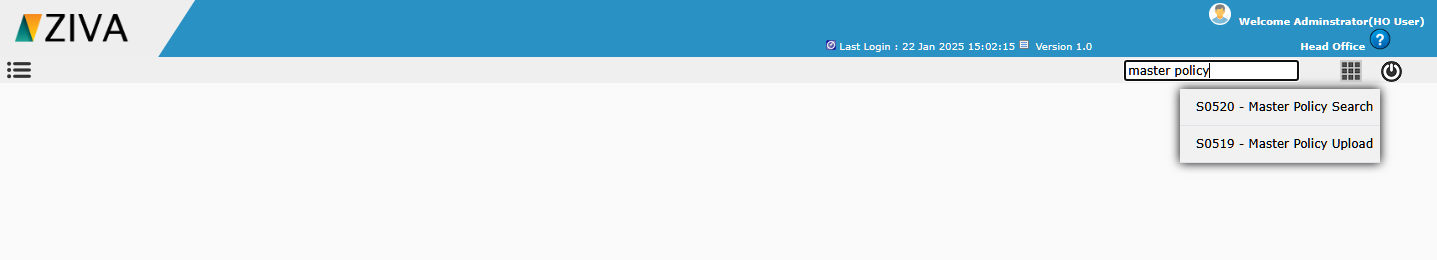 ZIVA
Welcome Adminstrator(HO User)
Last Login : 22 Jan 2025 15:02:15 Version 1.0
Head Office ?
master policy
S0520 - Master Policy Search
S0519 - Master Policy Upload